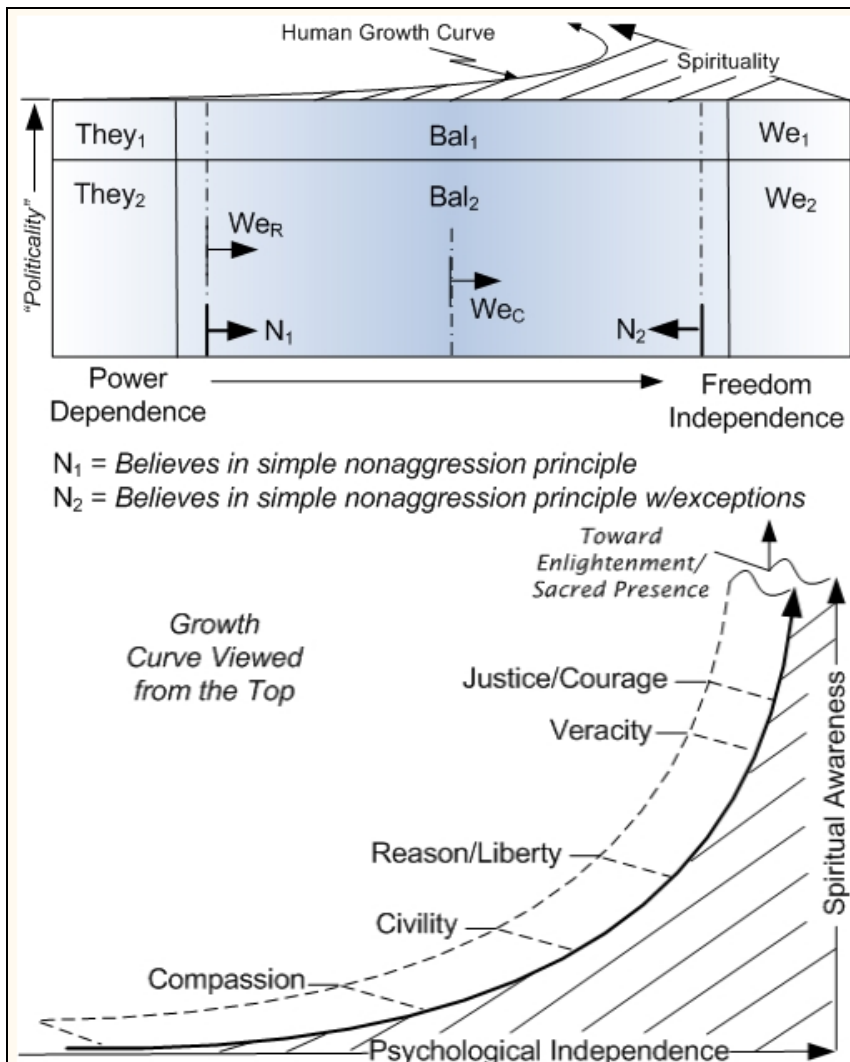 Human Growth Curve
Spirituality
"Politicality"
They₁
Bal₁
We₁
They₂
Bal₂
We₂
We_R
We_C
N₁
N₂
Power
Dependence
Freedom
Independence
N₁ = Believes in simple nonaggression principle
N₂ = Believes in simple nonaggression principle w/exceptions
Toward
Enlightenment/
Sacred Presence
Growth
Curve Viewed
from the Top
Justice/Courage
Veracity
Reason/Liberty
Civility
Compassion
Spiritual Awareness
Psychological Independence